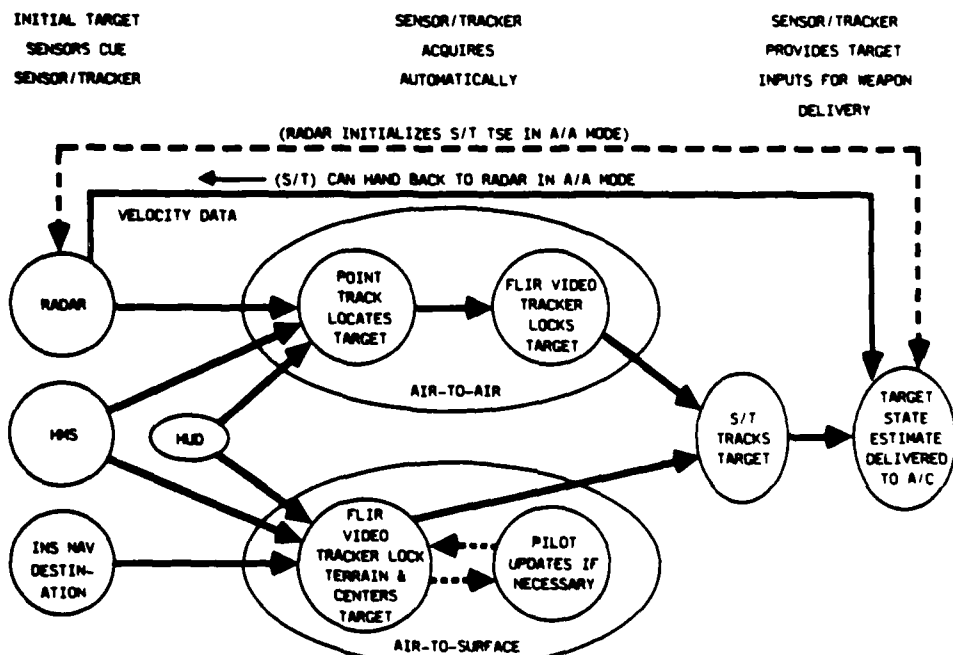 INITIAL TARGET
SENSORS CUE
SENSOR/TRACKER
SENSOR/TRACKER
ACQUIRES
AUTOMATICALLY
SENSOR/TRACKER
PROVIDES TARGET
INPUTS FOR WEAPON
DELIVERY
(RADAR INITIALIZES S/T TSE IN A/A MODE)
(S/T) CAN HAND BACK TO RADAR IN A/A MODE
VELOCITY DATA
RADAR
POINT
TRACK
LOCATES
TARGET
FLIR VIDEO
TRACKER
LOCKS
TARGET
AIR-TO-AIR
HMS
HUD
S/T
TRACKS
TARGET
TARGET
STATE
ESTIMATE
DELIVERED
TO A/C
INS NAV
DESTIN-
ATION
FLIR
VIDEO
TRACKER LOCK
TERRAIN &
CENTERS
TARGET
PILOT
UPDATES IF
NECESSARY
AIR-TO-SURFACE